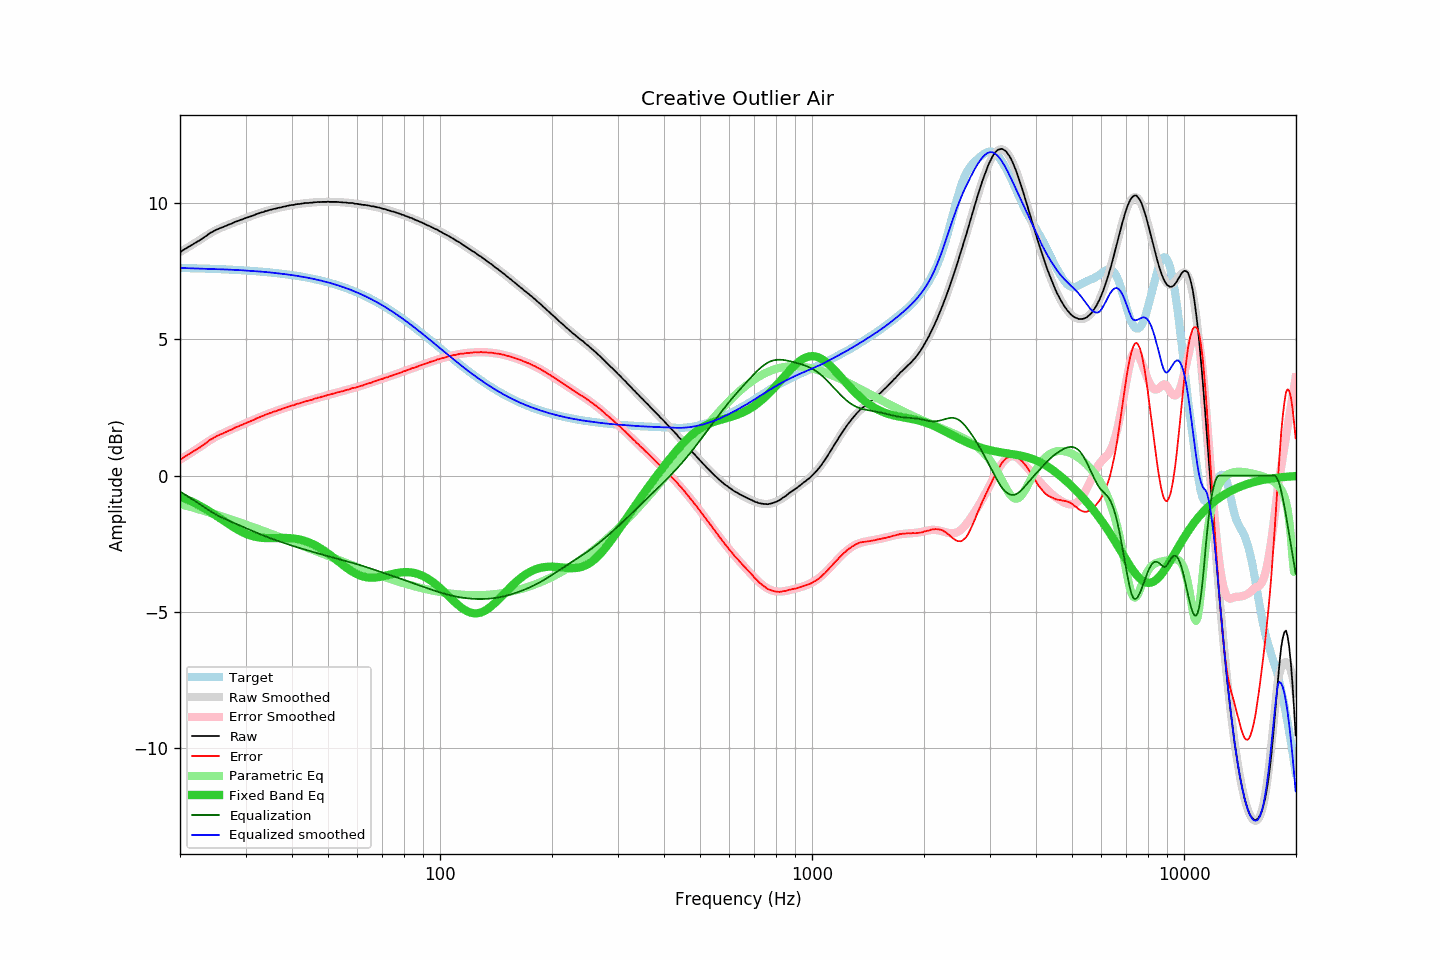 Creative Outlier Air
Amplitude (dBr)
10
5
0
−5
−10
Target
Raw Smoothed
Error Smoothed
Raw
Error
Parametric Eq
Fixed Band Eq
Equalization
Equalized smoothed
100
1000
10000
Frequency (Hz)